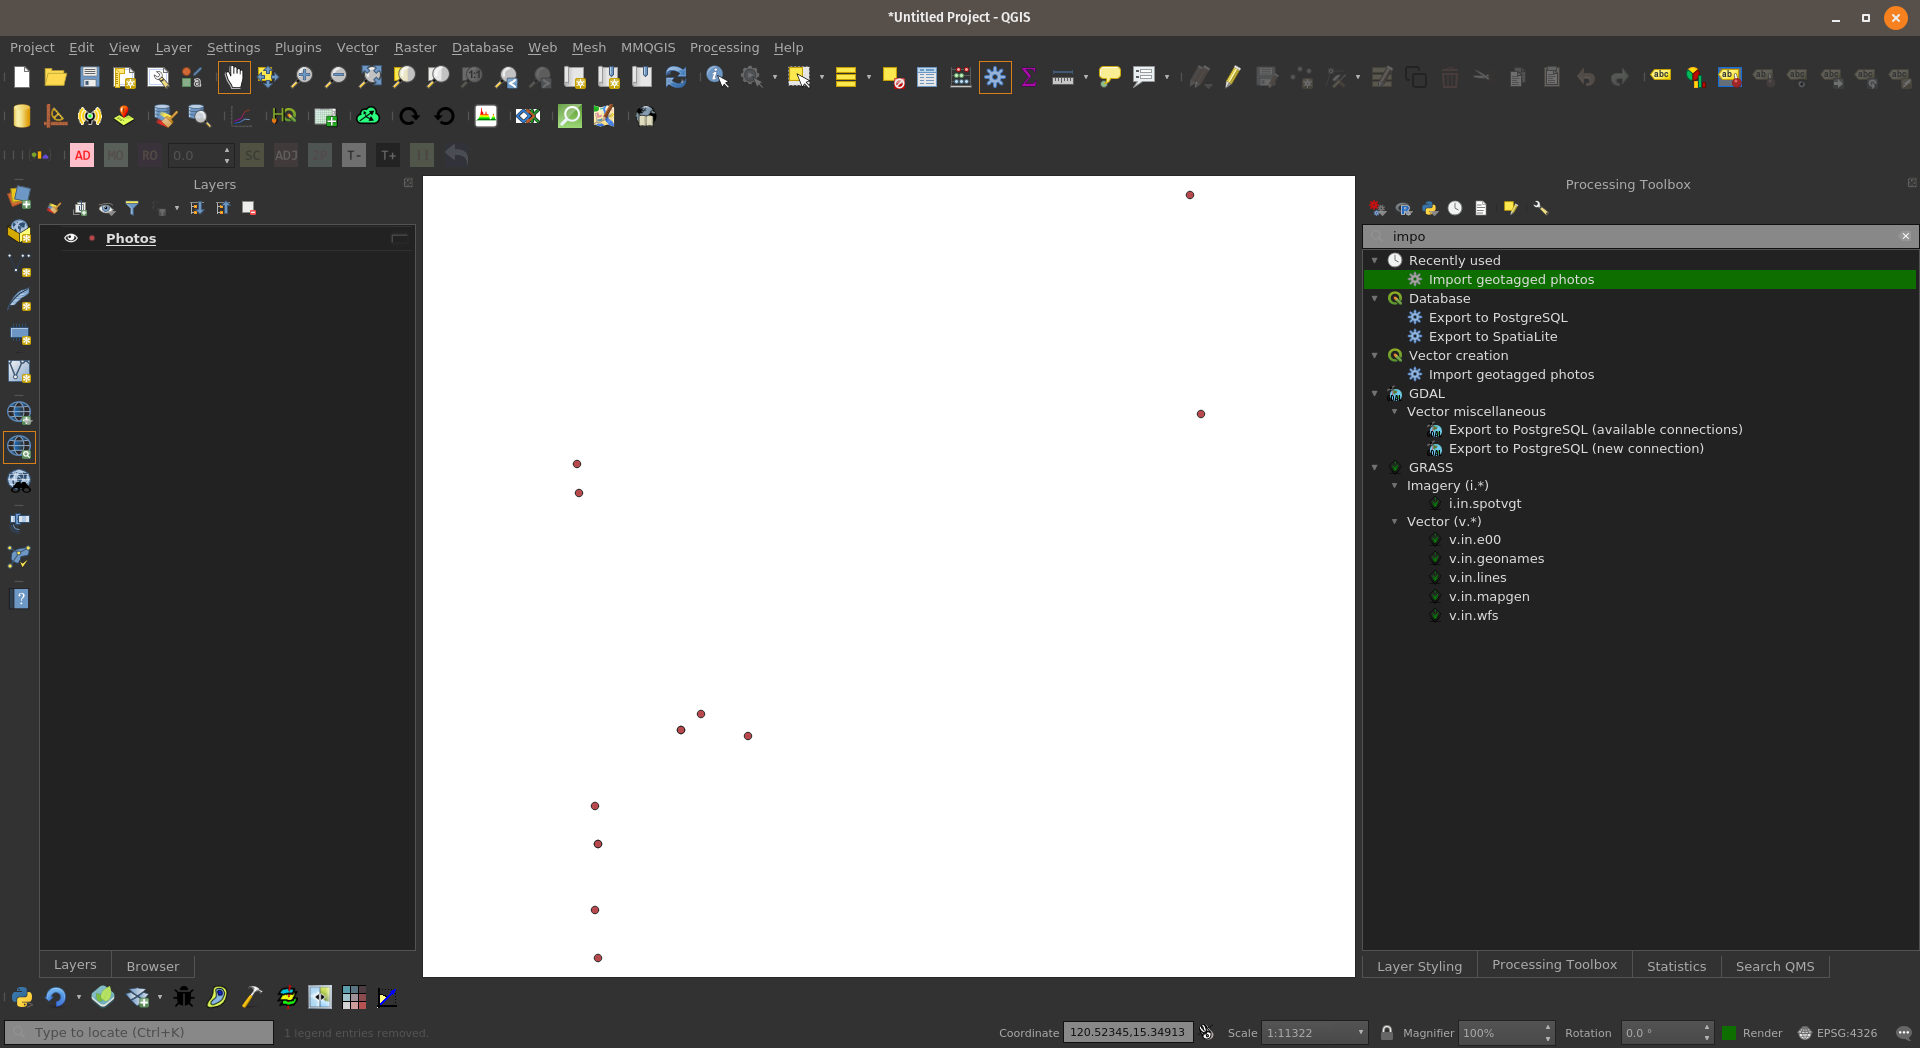 *Untitled Project - QGIS
Project Edit View Layer Settings Plugins Vector Raster Database Web Mesh MMQGIS Processing Help
AD MO RO 0.0 SC ADJ 2P T- T+
Layers
Processing Toolbox
Photos
impo
Recently used
Import geotagged photos
Database
Export to PostgreSQL
Export to SpatiaLite
Vector creation
Import geotagged photos
GDAL
Vector miscellaneous
Export to PostgreSQL (available connections)
Export to PostgreSQL (new connection)
GRASS
Imagery (i.*)
i.in.spotvgt
Vector (v.*)
v.in.e00
v.in.geonames
v.in.lines
v.in.mapgen
v.in.wfs
Layers Browser
Layer Styling Processing Toolbox Statistics Search QMS
Type to locate (Ctrl+K) 1 legend entries removed. Coordinate 120.52345,15.34913 Scale 1:11322 Magnifier 100% Rotation 0.0 ° Render EPSG:4326